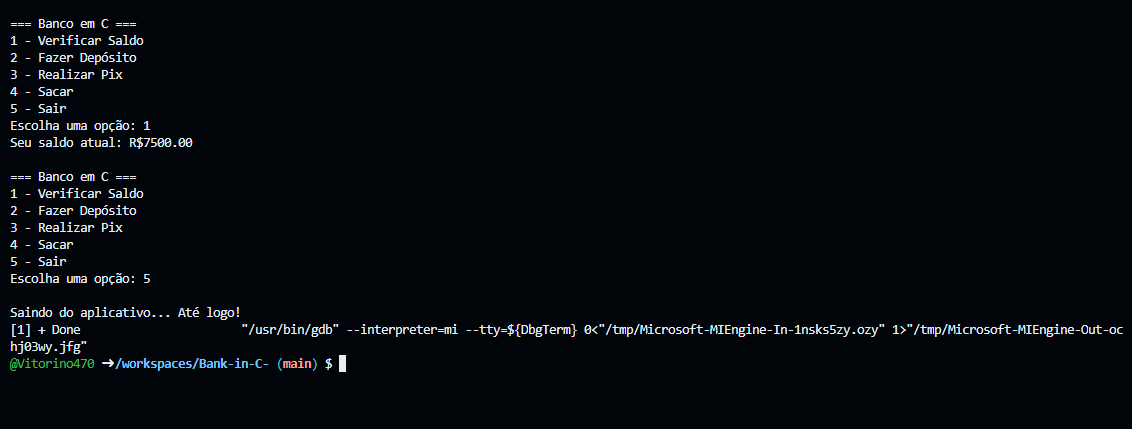 === Banco em C ===
1 - Verificar Saldo
2 - Fazer Depósito
3 - Realizar Pix
4 - Sacar
5 - Sair
Escolha uma opção: 1
Seu saldo atual: R$7500.00

=== Banco em C ===
1 - Verificar Saldo
2 - Fazer Depósito
3 - Realizar Pix
4 - Sacar
5 - Sair
Escolha uma opção: 5

Saindo do aplicativo... Até logo!
[1] + Done                       "/usr/bin/gdb" --interpreter=mi --tty=${DbgTerm} 0<"/tmp/Microsoft-MIEngine-In-1nsks5zy.ozy" 1>"/tmp/Microsoft-MIEngine-Out-oc
hj03wy.jfg"
@Vitorino470 ➜/workspaces/Bank-in-C- (main) $